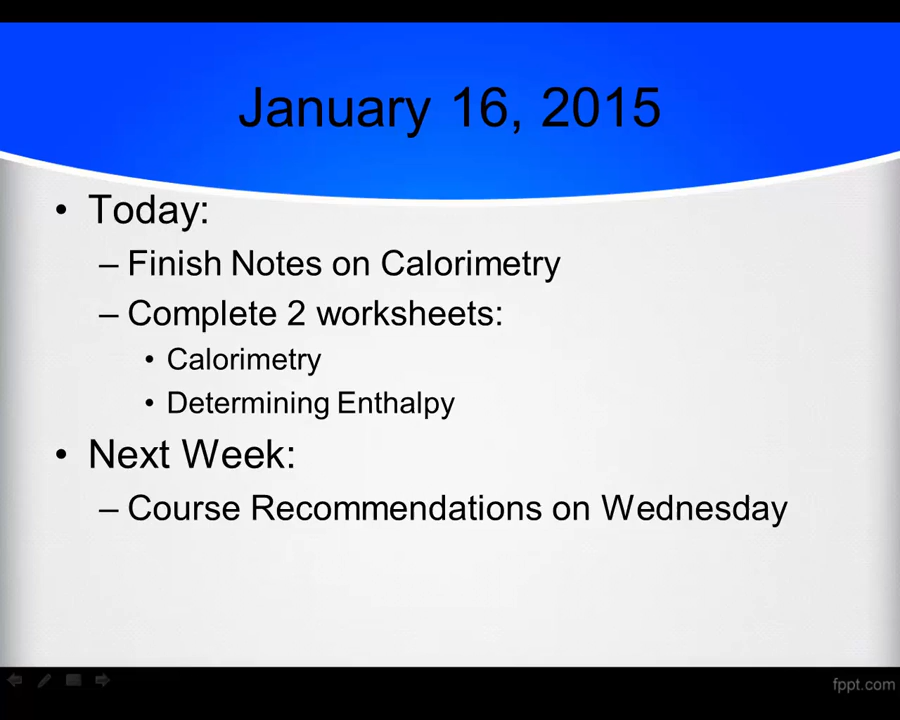 January 16, 2015
• Today:
– Finish Notes on Calorimetry
– Complete 2 worksheets:
• Calorimetry
• Determining Enthalpy
• Next Week:
– Course Recommendations on Wednesday
fppt.com